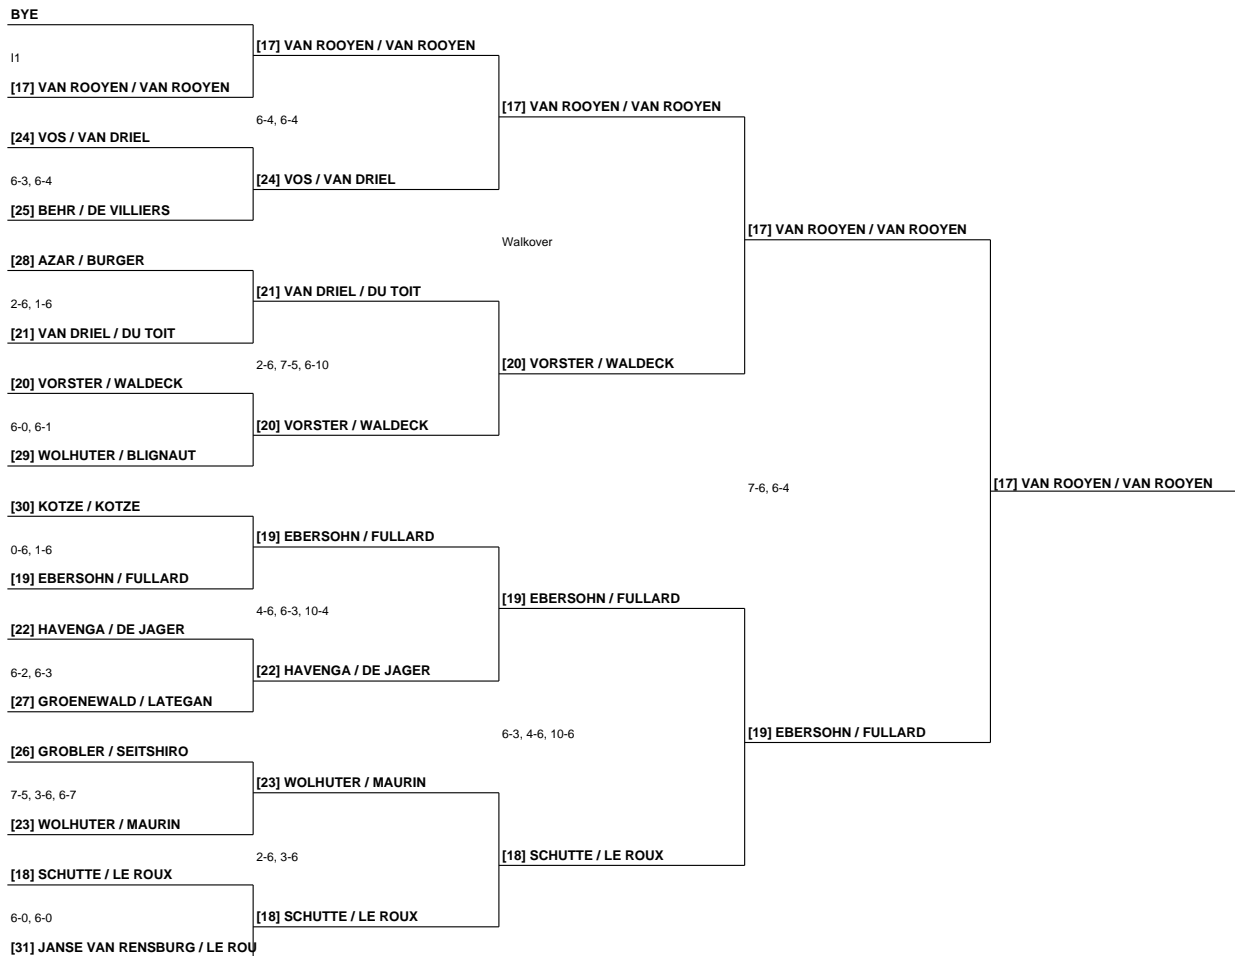 BYE
I1
[17] VAN ROOYEN / VAN ROOYEN
[24] VOS / VAN DRIEL
6-3, 6-4
[25] BEHR / DE VILLIERS
[28] AZAR / BURGER
2-6, 1-6
[21] VAN DRIEL / DU TOIT
[20] VORSTER / WALDECK
6-0, 6-1
[29] WOLHUTER / BLIGNAUT
[30] KOTZE / KOTZE
0-6, 1-6
[19] EBERSOHN / FULLARD
[22] HAVENGA / DE JAGER
6-2, 6-3
[27] GROENEWALD / LATEGAN
[26] GROBLER / SEITSHIRO
7-5, 3-6, 6-7
[23] WOLHUTER / MAURIN
[18] SCHUTTE / LE ROUX
6-0, 6-0
[31] JANSE VAN RENSBURG / LE ROU
[17] VAN ROOYEN / VAN ROOYEN
6-4, 6-4
[24] VOS / VAN DRIEL
[21] VAN DRIEL / DU TOIT
2-6, 7-5, 6-10
[20] VORSTER / WALDECK
[19] EBERSOHN / FULLARD
4-6, 6-3, 10-4
[22] HAVENGA / DE JAGER
[23] WOLHUTER / MAURIN
2-6, 3-6
[18] SCHUTTE / LE ROUX
[17] VAN ROOYEN / VAN ROOYEN
Walkover
[20] VORSTER / WALDECK
[19] EBERSOHN / FULLARD
6-3, 4-6, 10-6
[18] SCHUTTE / LE ROUX
[17] VAN ROOYEN / VAN ROOYEN
7-6, 6-4
[19] EBERSOHN / FULLARD
[17] VAN ROOYEN / VAN ROOYEN